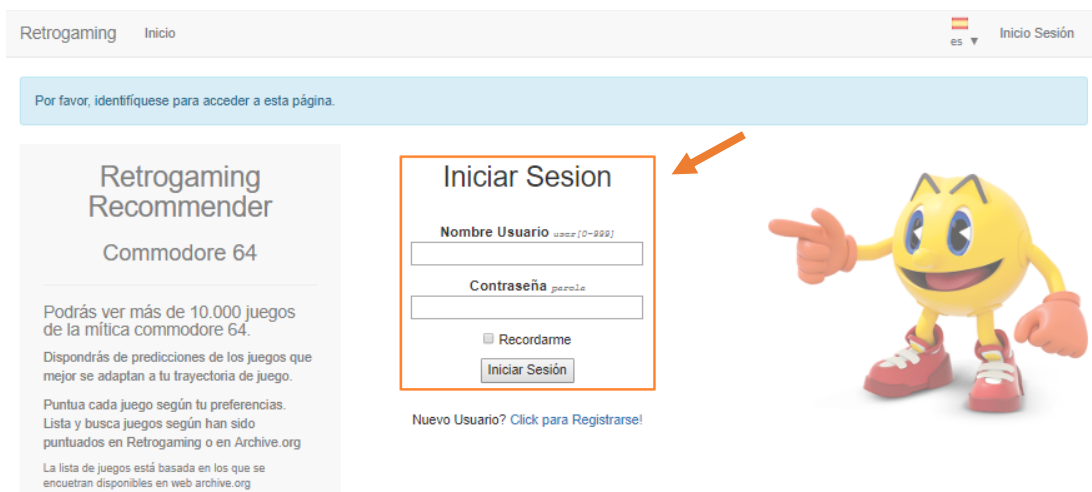 Retrogaming Inicio es ▼ Inicio Sesión
Por favor, identifíquese para acceder a esta página.
Retrogaming
Recommender
Commodore 64
Podrás ver más de 10.000 juegos
de la mítica commodore 64.
Dispondrás de predicciones de los juegos que
mejor se adaptan a tu trayectoria de juego.
Puntua cada juego según tu preferencias.
Lista y busca juegos según han sido
puntuados en Retrogaming o en Archive.org
La lista de juegos está basada en los que se
encuetran disponibles en web archive.org
Iniciar Sesion
Nombre Usuario user[0-999]
Contraseña parola
Recordarme
Iniciar Sesión
Nuevo Usuario? Click para Registrarse!